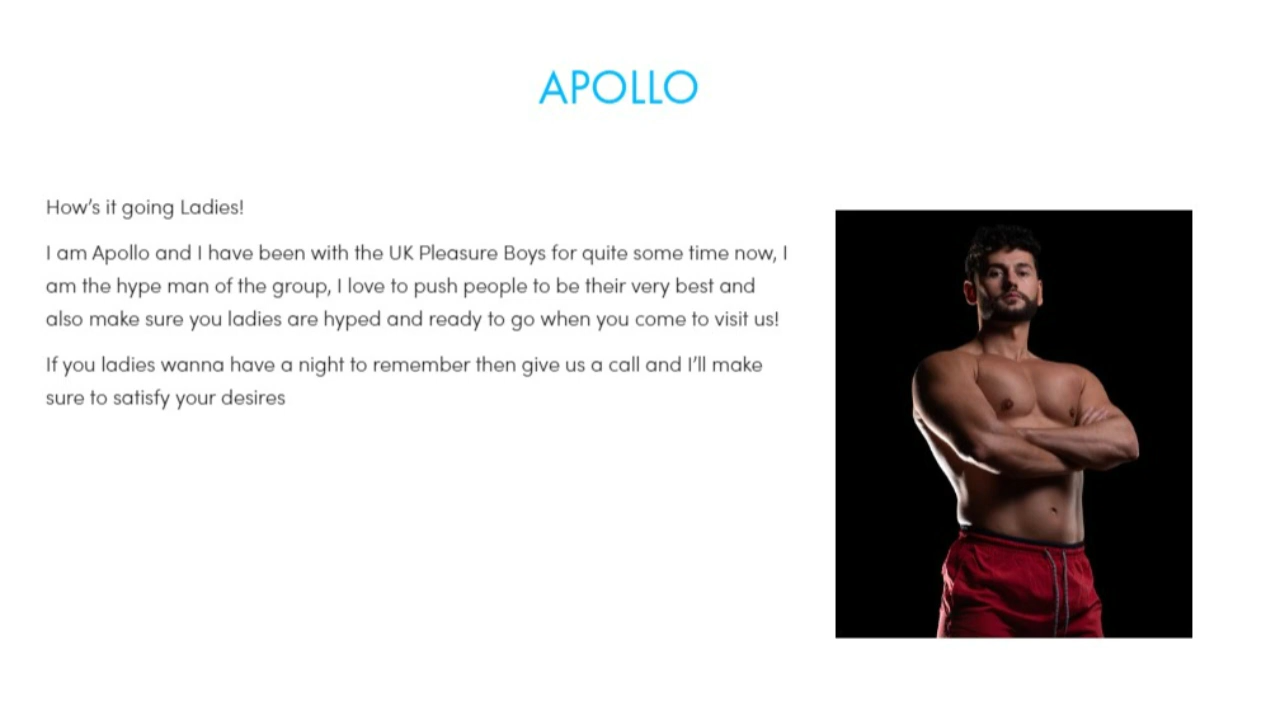 APOLLO
How's it going Ladies!
I am Apollo and I have been with the UK Pleasure Boys for quite some time now, I
am the hype man of the group, I love to push people to be their very best and
also make sure you ladies are hyped and ready to go when you come to visit us!
If you ladies wanna have a night to remember then give us a call and I'll make
sure to satisfy your desires